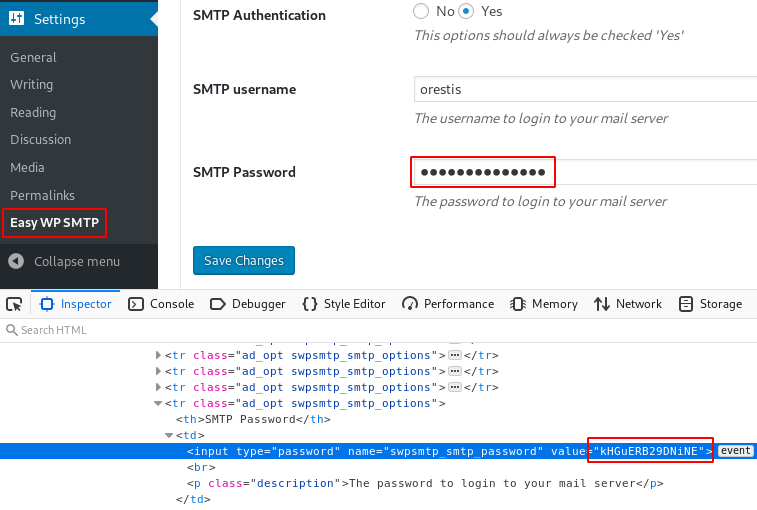 Settings
General
Writing
Reading
Discussion
Media
Permalinks
Easy WP SMTP
Collapse menu
SMTP Authentication
No Yes
This options should always be checked 'Yes'
SMTP username
orestis
The username to login to your mail server
SMTP Password
●●●●●●●●●●●●●●
The password to login to your mail server
Save Changes
Inspector Console Debugger Style Editor Performance Memory Network Storage
Search HTML
<tr class="ad_opt swpsmtp_smtp_options">···</tr>
<tr class="ad_opt swpsmtp_smtp_options">···</tr>
<tr class="ad_opt swpsmtp_smtp_options">···</tr>
<tr class="ad_opt swpsmtp_smtp_options">
<th>SMTP Password</th>
<td>
<input type="password" name="swpsmtp_smtp_password" value="kHGuERB29DNiNE"> event
<br>
<p class="description">The password to login to your mail server</p>
</td>